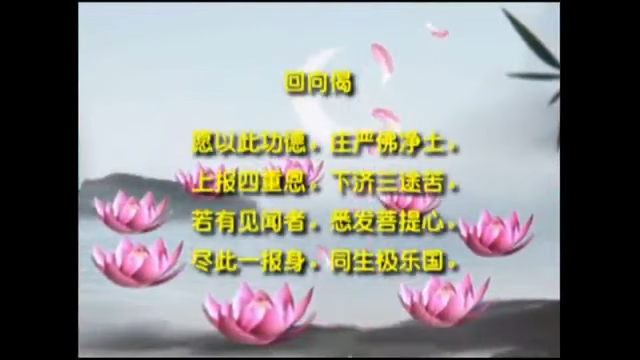 回向偈
愿以此功德。庄严佛净土。
上报四重恩。下济三途苦。
若有见闻者。悉发菩提心。
尽此一报身。同生极乐国。